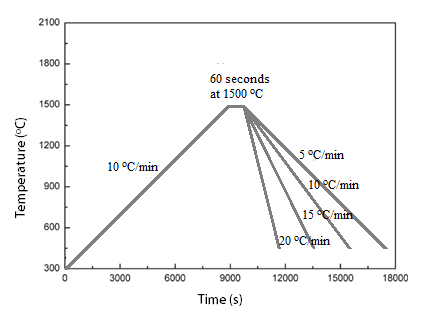 2100
1800
60 seconds
at 1500 °C
1500
5 °C/min
1200
10 °C/min
10 °C/min
900
15 °C/min
600
20 °C/min
300
0
3000
6000
9000
12000
15000
18000
Temperature (°C)
Time (s)